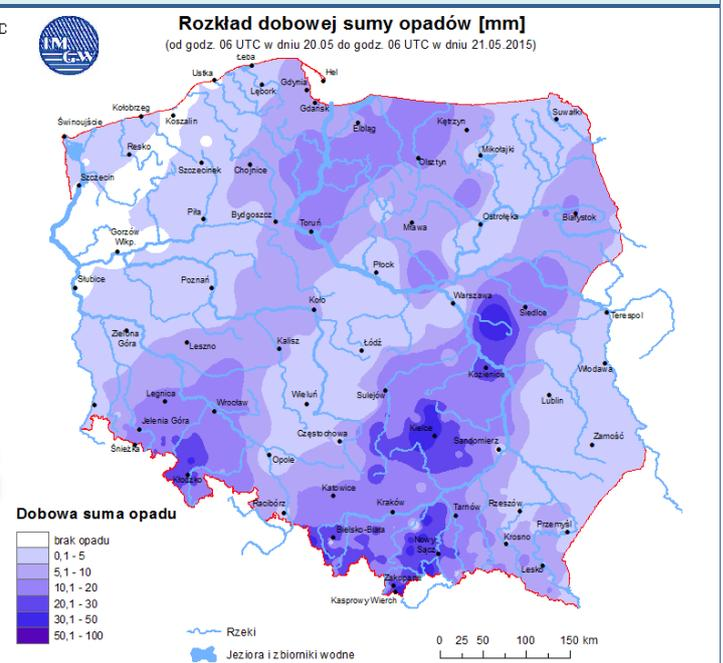 C
IM
GW
Rozkład dobowej sumy opadów [mm]
(od godz. 06 UTC w dniu 20.05 do godz. 06 UTC w dniu 21.05.2015)
Łeba
Ustka
Hel
Lębork
Gdynia
Gdańsk
Kołobrzeg
Koszalin
Świnoujście
Elbląg
Kętrzyn
Suwałki
Resko
Mikołajki
Szczecin
Szczecinek
Chojnice
Olsztyn
Piła
Bydgoszcz
Toruń
Mława
Ostrołęka
Białystok
Gorzów
Wlkp.
Płock
Słubice
Poznań
Koło
Warszawa
Siedlce
Terespol
Zielona
Góra
Leszno
Kalisz
Łódź
Kozienice
Włodawa
Legnica
Wrocław
Wieluń
Sulejów
Lublin
Jelenia Góra
Śnieżka
Częstochowa
Kielce
Sandomierz
Zamość
Opole
Kłodzko
Katowice
Racibórz
Kraków
Tarnów
Rzeszów
Przemyśl
Bielsko-Biała
Nowy
Sącz
Krosno
Lesko
Zakopane
Kasprowy Wierch
Dobowa suma opadu
brak opadu
0,1 - 5
5,1 - 10
10,1 - 20
20,1 - 30
30,1 - 50
50,1 - 100
Rzeki
Jeziora i zbiorniki wodne
0 25 50 100 150 km